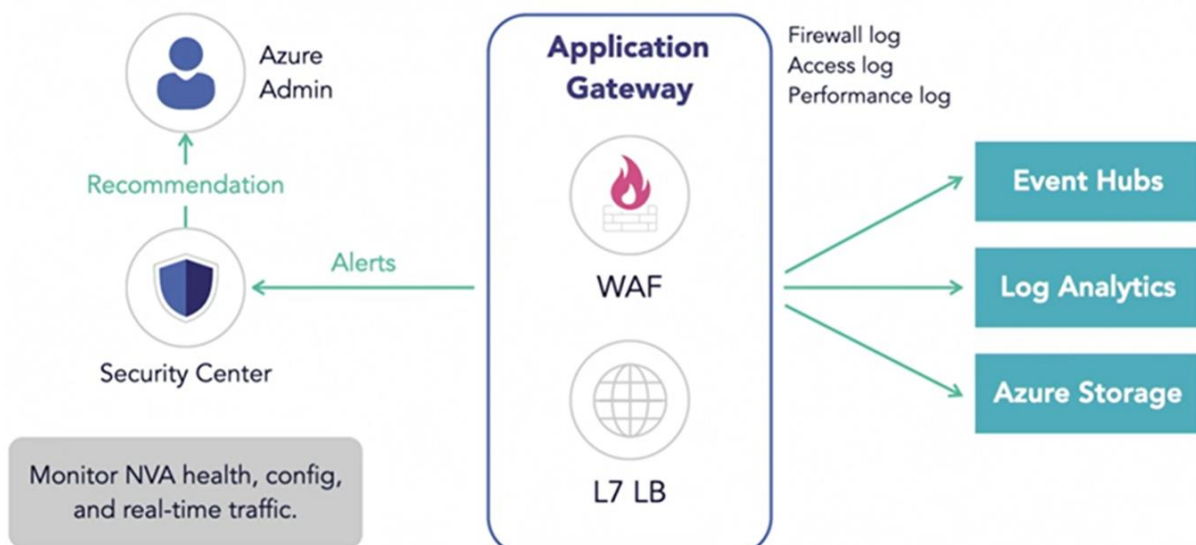 Azure
Admin
Recommendation
Alerts
Security Center
Monitor NVA health, config,
and real-time traffic.
Application
Gateway
WAF
L7 LB
Firewall log
Access log
Performance log
Event Hubs
Log Analytics
Azure Storage